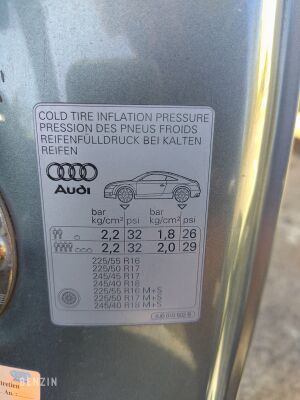 COLD TIRE INFLATION PRESSURE
PRESSION DES PNEUS FROIDS
REIFENFÜLLDRUCK BEI KALTEN
REIFEN
Audi
bar bar
kg/cm² psi kg/cm² psi
2,2 32 1,8 26
2,2 32 2,0 29
225/55 R16
225/50 R17
245/45 R17
245/40 R18
225/55 R16 M+S
225/50 R17 M+S
245/40 R18 M+S
BENZIN